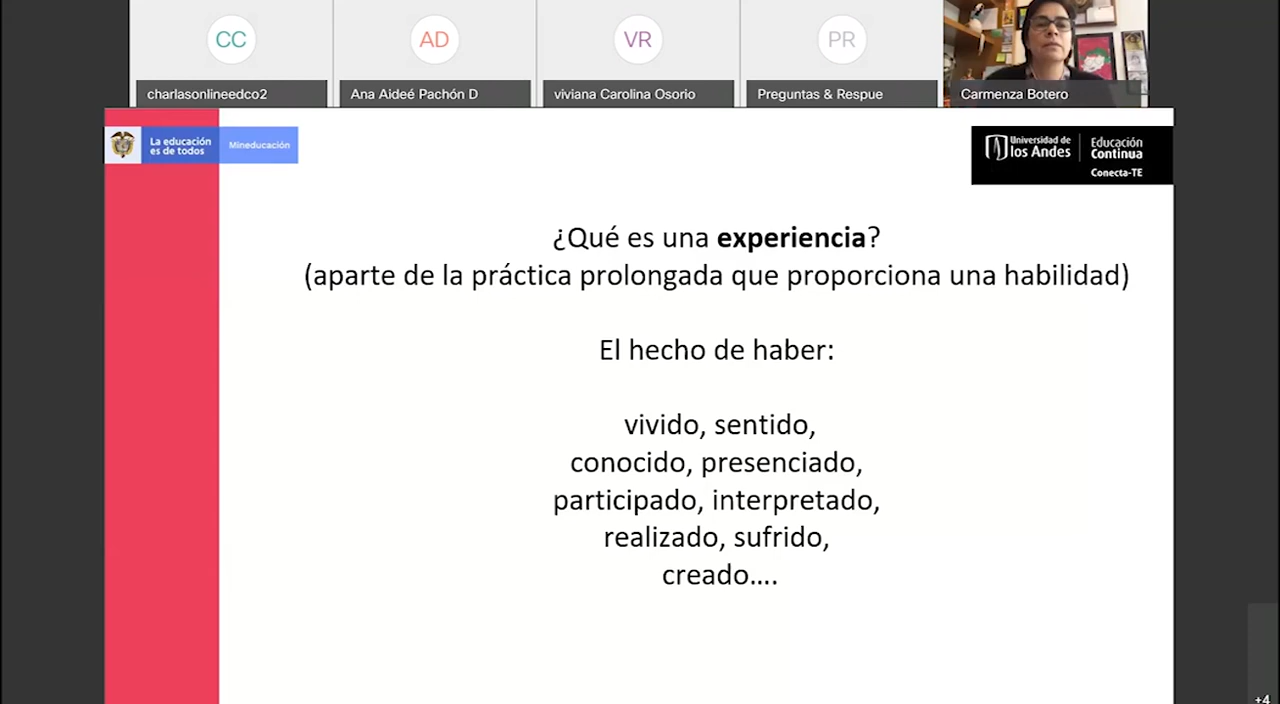 CC
AD
VR
PR
charlasonlineedco2
Ana Aideé Pachón D
viviana Carolina Osorio
Preguntas & Respue
Carmenza Botero
La educación
es de todos
Mineducación
Universidad de
los Andes
Educación
Continua
Conecta-TE
¿Qué es una experiencia?
(aparte de la práctica prolongada que proporciona una habilidad)
El hecho de haber:
vivido, sentido,
conocido, presenciado,
participado, interpretado,
realizado, sufrido,
creado....
+4